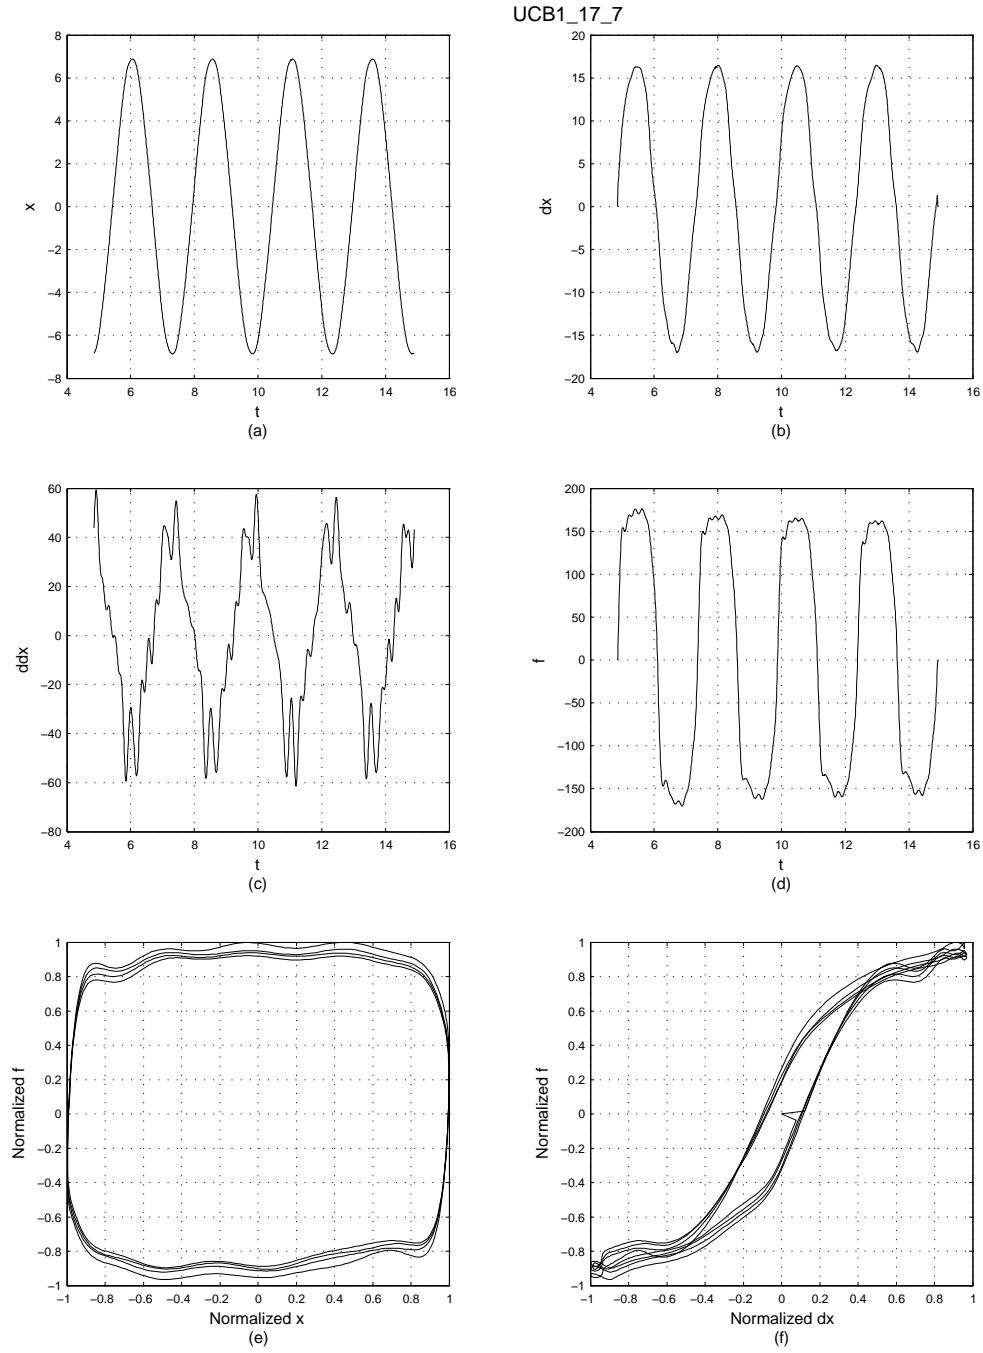 UCB1_17_7
8
6
4
2
0
−2
−4
−6
−8
x
4 6 8 10 12 14 16
t
(a)
20
15
10
5
0
−5
−10
−15
−20
dx
4 6 8 10 12 14 16
t
(b)
60
40
20
0
−20
−40
−60
−80
ddx
4 6 8 10 12 14 16
t
(c)
200
150
100
50
0
−50
−100
−150
−200
f
4 6 8 10 12 14 16
t
(d)
1
0.8
0.6
0.4
0.2
0
−0.2
−0.4
−0.6
−0.8
−1
Normalized f
−1 −0.8 −0.6 −0.4 −0.2 0 0.2 0.4 0.6 0.8 1
Normalized x
(e)
1
0.8
0.6
0.4
0.2
0
−0.2
−0.4
−0.6
−0.8
−1
Normalized f
−1 −0.8 −0.6 −0.4 −0.2 0 0.2 0.4 0.6 0.8 1
Normalized dx
(f)